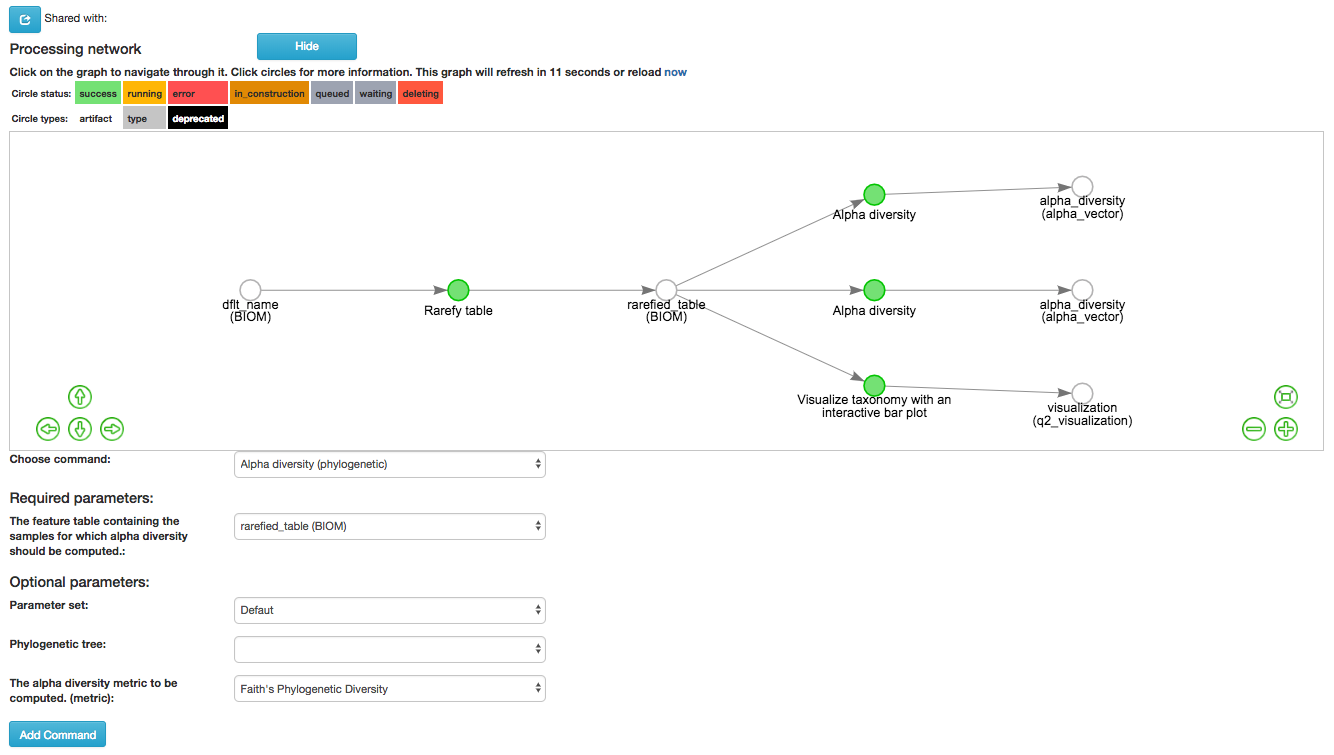 Shared with:
Processing network
Hide
Click on the graph to navigate through it. Click circles for more information. This graph will refresh in 11 seconds or reload now
Circle status: success running error in_construction queued waiting deleting
Circle types: artifact type deprecated
Alpha diversity
alpha_diversity
(alpha_vector)
dflt_name
(BIOM)
Rarefy table
rarefied_table
(BIOM)
Alpha diversity
alpha_diversity
(alpha_vector)
Visualize taxonomy with an
interactive bar plot
visualization
(q2_visualization)
Choose command:
Alpha diversity (phylogenetic)
Required parameters:
The feature table containing the
samples for which alpha diversity
should be computed.:
rarefied_table (BIOM)
Optional parameters:
Parameter set:
Defaut
Phylogenetic tree:
The alpha diversity metric to be
computed. (metric):
Faith's Phylogenetic Diversity
Add Command